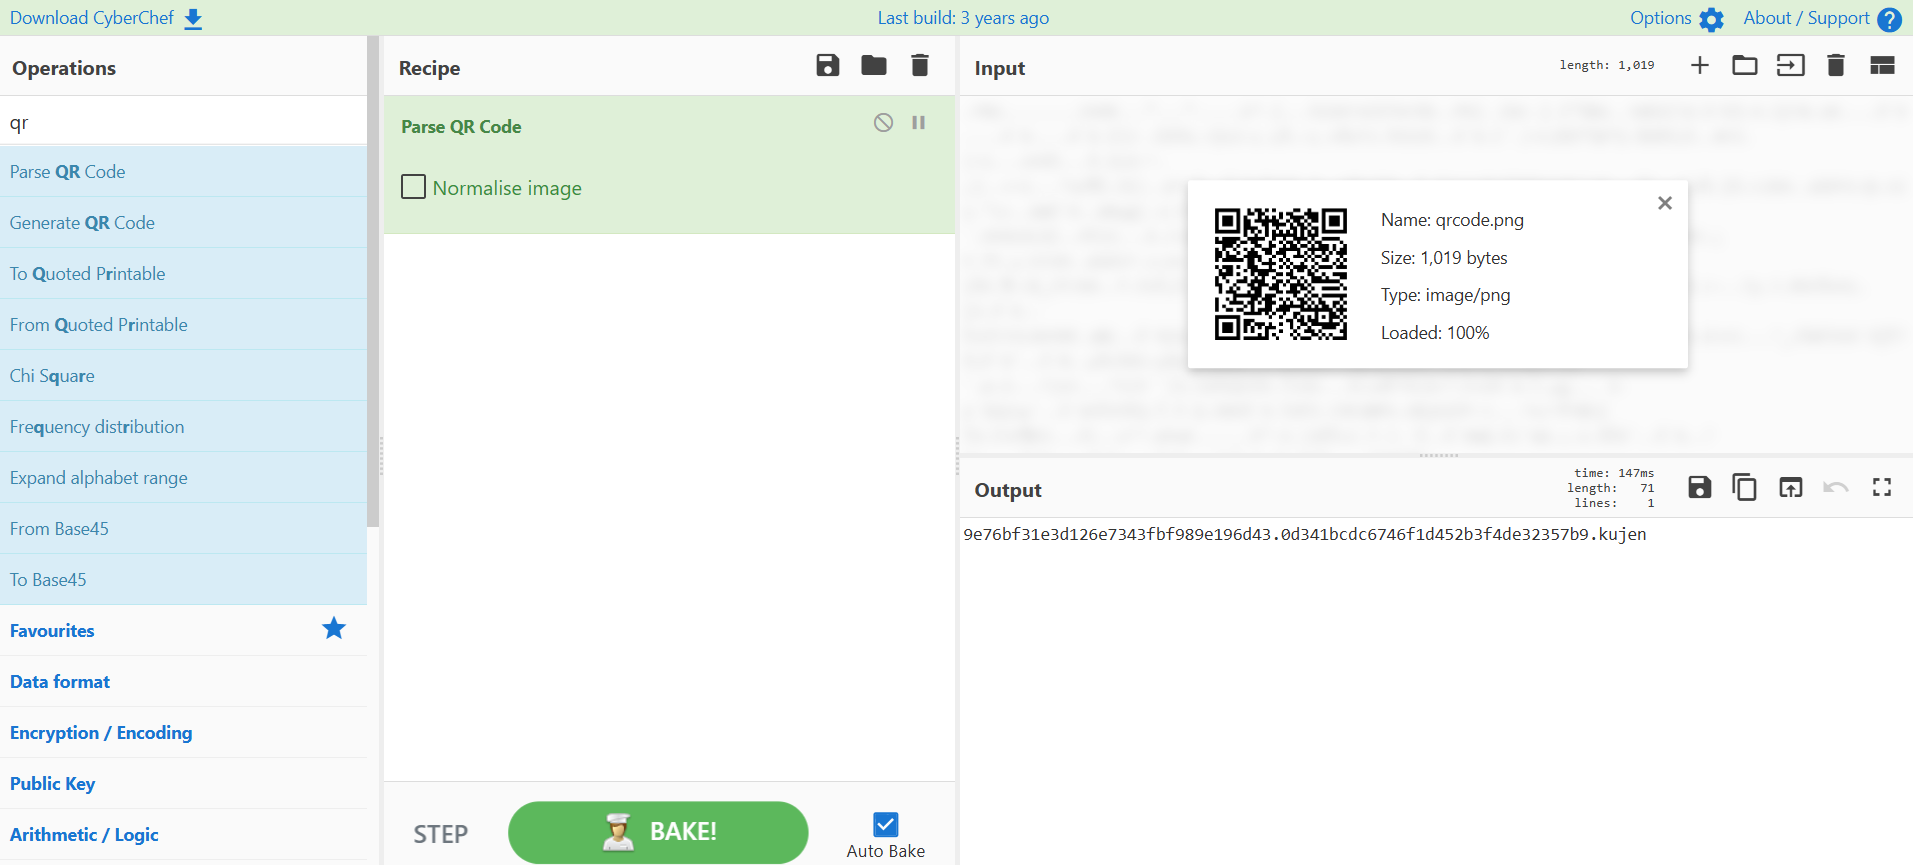 Download CyberChef
Last build: 3 years ago
Options
About / Support
Operations
qr
Parse QR Code
Generate QR Code
To Quoted Printable
From Quoted Printable
Chi Square
Frequency distribution
Expand alphabet range
From Base45
To Base45
Favourites
Data format
Encryption / Encoding
Public Key
Arithmetic / Logic
Recipe
Parse QR Code
Normalise image
STEP
BAKE!
Auto Bake
Input
length: 1,019
Name: qrcode.png
Size: 1,019 bytes
Type: image/png
Loaded: 100%
Output
time: 147ms
length: 71
lines: 1
9e76bf31e3d126e7343fbf989e196d43.0d341bcdc6746f1d452b3f4de32357b9.kujen